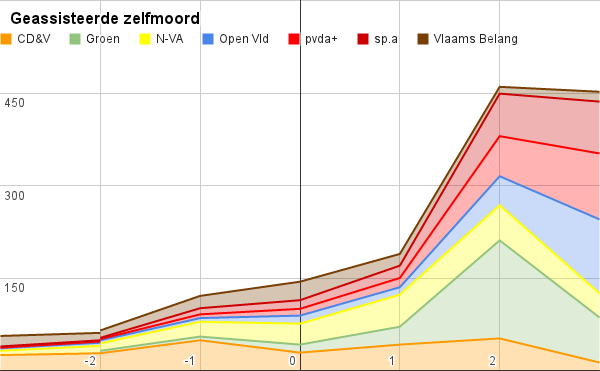 Geassisteerde zelfmoord
CD&V Groen N-VA Open Vld pvda+ sp.a Vlaams Belang
450
300
150
-2 -1 0 1 2